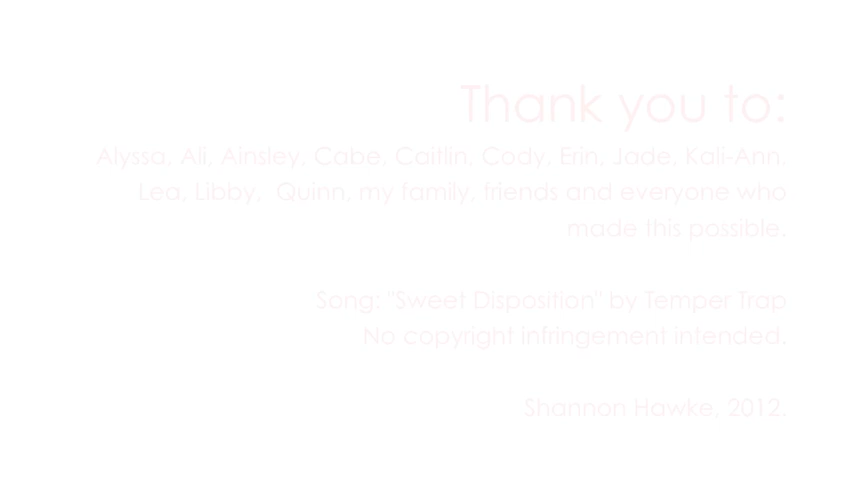 Thank you to:
Alyssa, Ali, Ainsley, Cabe, Caitlin, Cody, Erin, Jade, Kali-Ann,
Lea, Libby,  Quinn, my family, friends and everyone who
made this possible.
Song: "Sweet Disposition" by Temper Trap
No copyright infringement intended.
Shannon Hawke, 2012.